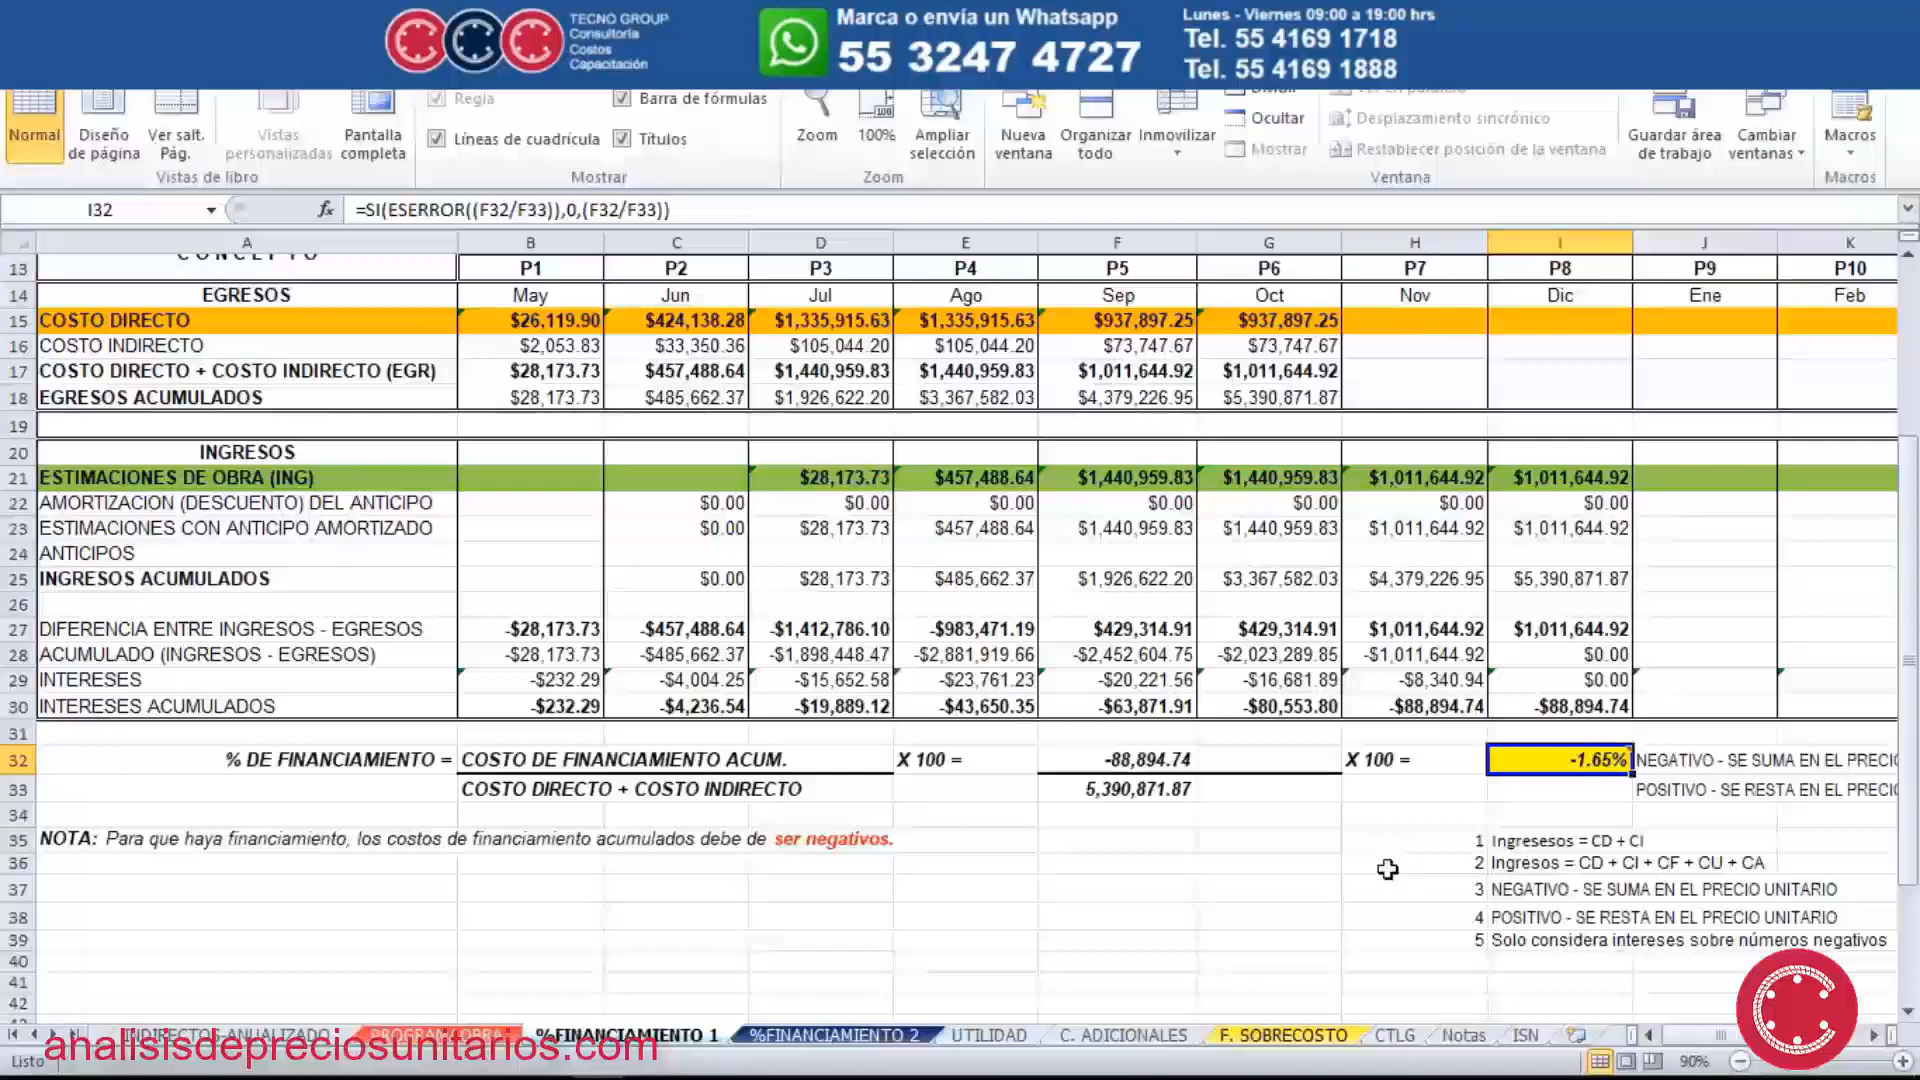 TECNO GROUP
Consultoría
Costos
Capacitación
Marca o envía un Whatsapp
55 3247 4727
Lunes - Viernes 09:00 a 19:00 hrs
Tel. 55 4169 1718
Tel. 55 4169 1888
Normal
Diseño de página
Ver salt. Pág.
Vistas personalizadas
Pantalla completa
Vistas de libro
Regla
Barra de fórmulas
Líneas de cuadrícula
Títulos
Mostrar
Zoom
100%
Ampliar selección
Zoom
Nueva ventana
Organizar todo
Inmovilizar
Ocultar
Mostrar
Desplazamiento sincrónico
Restablecer posición de la ventana
Guardar área de trabajo
Cambiar ventanas
Ventana
Macros
Macros
I32 fx =SI(ESERROR((F32/F33)),0,(F32/F33))
A B C D E F G H I J K
13 CONCEPTO P1 P2 P3 P4 P5 P6 P7 P8 P9 P10
14 EGRESOS May Jun Jul Ago Sep Oct Nov Dic Ene Feb
15 COSTO DIRECTO $26,119.90 $424,138.28 $1,335,915.63 $1,335,915.63 $937,897.25 $937,897.25
16 COSTO INDIRECTO $2,053.83 $33,350.36 $105,044.20 $105,044.20 $73,747.67 $73,747.67
17 COSTO DIRECTO + COSTO INDIRECTO (EGR) $28,173.73 $457,488.64 $1,440,959.83 $1,440,959.83 $1,011,644.92 $1,011,644.92
18 EGRESOS ACUMULADOS $28,173.73 $485,662.37 $1,926,622.20 $3,367,582.03 $4,379,226.95 $5,390,871.87
19
20 INGRESOS
21 ESTIMACIONES DE OBRA (ING) $28,173.73 $457,488.64 $1,440,959.83 $1,440,959.83 $1,011,644.92 $1,011,644.92
22 AMORTIZACION (DESCUENTO) DEL ANTICIPO $0.00 $0.00 $0.00 $0.00 $0.00 $0.00 $0.00
23 ESTIMACIONES CON ANTICIPO AMORTIZADO $0.00 $28,173.73 $457,488.64 $1,440,959.83 $1,440,959.83 $1,011,644.92 $1,011,644.92
24 ANTICIPOS
25 INGRESOS ACUMULADOS $0.00 $28,173.73 $485,662.37 $1,926,622.20 $3,367,582.03 $4,379,226.95 $5,390,871.87
26
27 DIFERENCIA ENTRE INGRESOS - EGRESOS -$28,173.73 -$457,488.64 -$1,412,786.10 -$983,471.19 $429,314.91 $429,314.91 $1,011,644.92 $1,011,644.92
28 ACUMULADO (INGRESOS - EGRESOS) -$28,173.73 -$485,662.37 -$1,898,448.47 -$2,881,919.66 -$2,452,604.75 -$2,023,289.85 -$1,011,644.92 $0.00
29 INTERESES -$232.29 -$4,004.25 -$15,652.58 -$23,761.23 -$20,221.56 -$16,681.89 -$8,340.94 $0.00
30 INTERESES ACUMULADOS -$232.29 -$4,236.54 -$19,889.12 -$43,650.35 -$63,871.91 -$80,553.80 -$88,894.74 -$88,894.74
31
32 % DE FINANCIAMIENTO = COSTO DE FINANCIAMIENTO ACUM. X 100 = -88,894.74 X 100 = -1.65% NEGATIVO - SE SUMA EN EL PRECIO
33 COSTO DIRECTO + COSTO INDIRECTO 5,390,871.87 POSITIVO - SE RESTA EN EL PRECIO
34
35 NOTA: Para que haya financiamiento, los costos de financiamiento acumulados debe de ser negativos. 1 Ingresesos = CD + CI
36 2 Ingresos = CD + CI + CF + CU + CA
37 3 NEGATIVO - SE SUMA EN EL PRECIO UNITARIO
38 4 POSITIVO - SE RESTA EN EL PRECIO UNITARIO
39 5 Solo considera intereses sobre números negativos
40
41
42
INDIRECTOS-ANUALIZADO PROGRAMA OBRA %FINANCIAMIENTO 1 %FINANCIAMIENTO 2 UTILIDAD C. ADICIONALES F. SOBRECOSTO CTLG Notas ISN
analisisdepreciosunitarios.com
Listo 90%